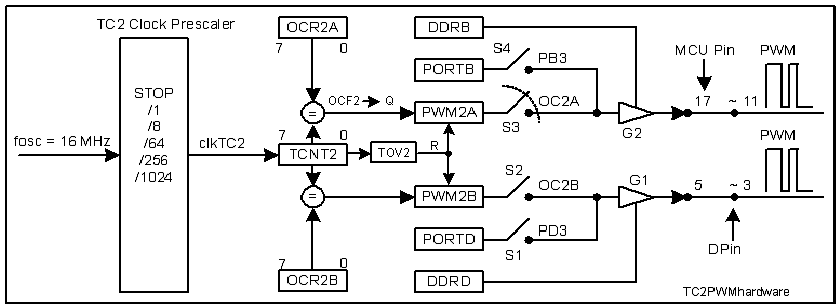 TC2 Clock Prescaler
OCR2A
7 0
DDRB
S4
PORTB
PB3
MCU Pin
PWM
STOP
/1
/8
/64
/256
/1024
OCF2 Q
=
PWM2A
OC2A
S3
G2
17 ~ 11
fosc = 16 MHz
clkTC2
7 0
TCNT2
TOV2
R
PWM
S2
=
PWM2B
OC2B
G1
5 ~ 3
PORTD
PD3
S1
DPin
7 0
OCR2B
DDRD
TC2PWMhardware